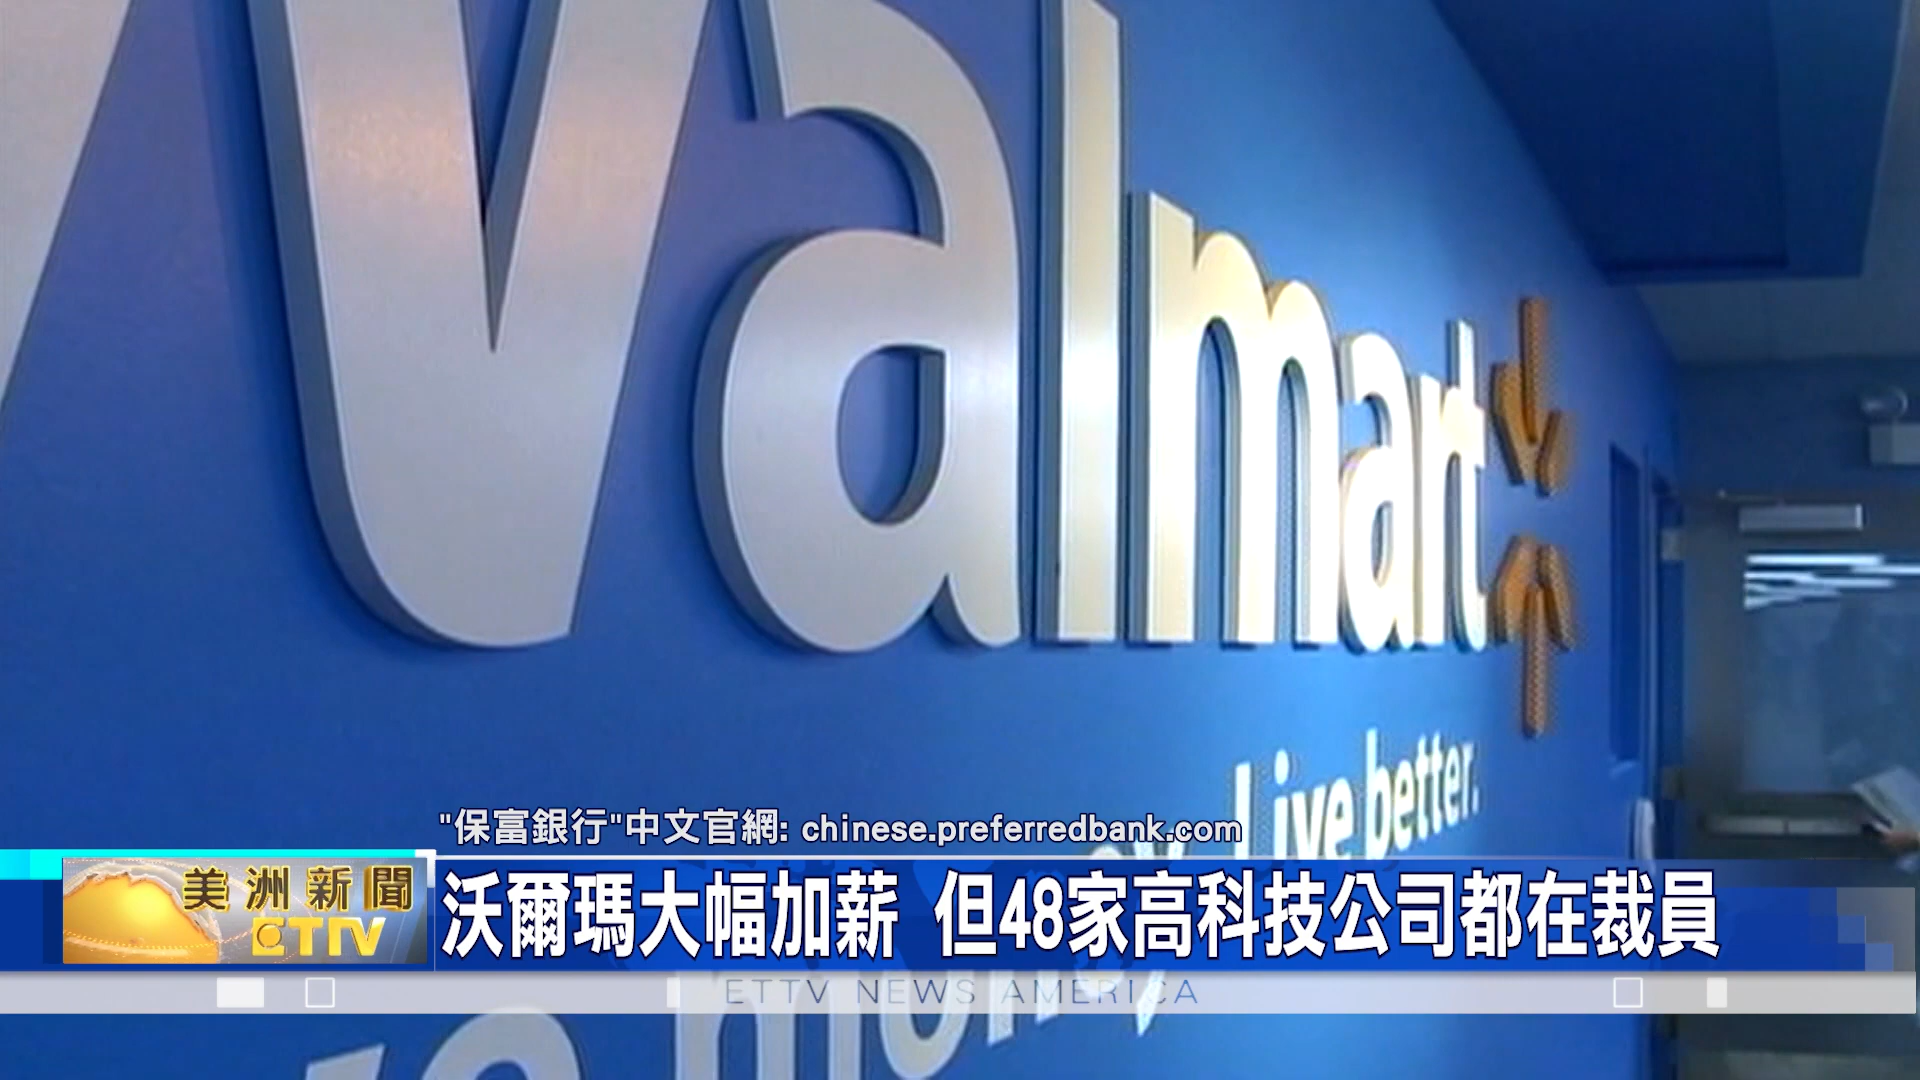 Walmart
Live better.
"保富銀行"中文官網: chinese.preferredbank.com
美洲新聞
ETTV
沃爾瑪大幅加薪 但48家高科技公司都在裁員
ETTV NEWS AMERICA
money